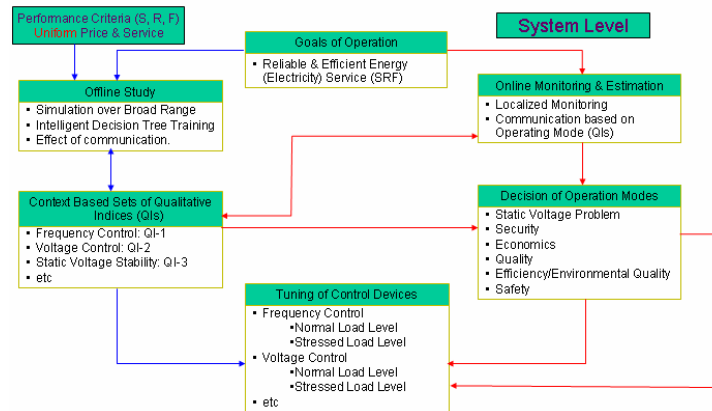 Performance Criteria (S, R, F)
Uniform Price & Service
System Level
Goals of Operation
▪ Reliable & Efficient Energy
(Electricity) Service (SRF)
Offline Study
▪ Simulation over Broad Range
▪ Intelligent Decision Tree Training
▪ Effect of communication.
Online Monitoring & Estimation
▪ Localized Monitoring
▪ Communication based on
Operating Mode (QIs)
Context Based Sets of Qualitative
Indices (QIs)
▪ Frequency Control: QI-1
▪ Voltage Control: QI-2
▪ Static Voltage Stability: QI-3
▪ etc
Decision of Operation Modes
▪ Static Voltage Problem
▪ Security
▪ Economics
▪ Quality
▪ Efficiency/Environmental Quality
▪ Safety
Tuning of Control Devices
▪ Frequency Control
▪Normal Load Level
▪Stressed Load Level
▪ Voltage Control
▪Normal Load Level
▪Stressed Load Level
▪ etc